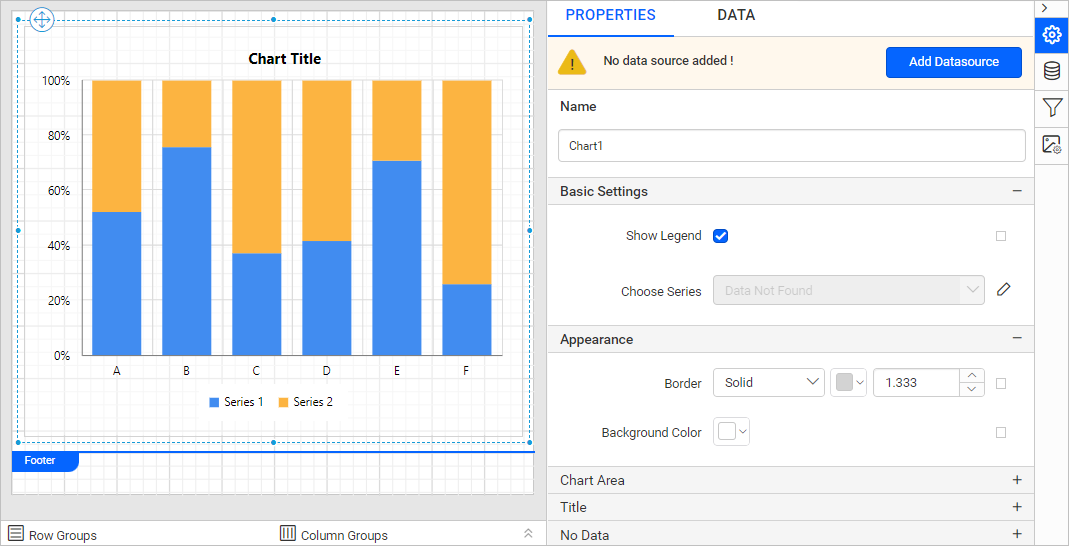 Chart Title
100%
80%
60%
40%
20%
0%
A B C D E F
Series 1 Series 2
Footer
Row Groups Column Groups
PROPERTIES DATA
No data source added ! Add Datasource
Name
Chart1
Basic Settings
Show Legend
Choose Series Data Not Found
Appearance
Border Solid 1.333
Background Color
Chart Area
Title
No Data